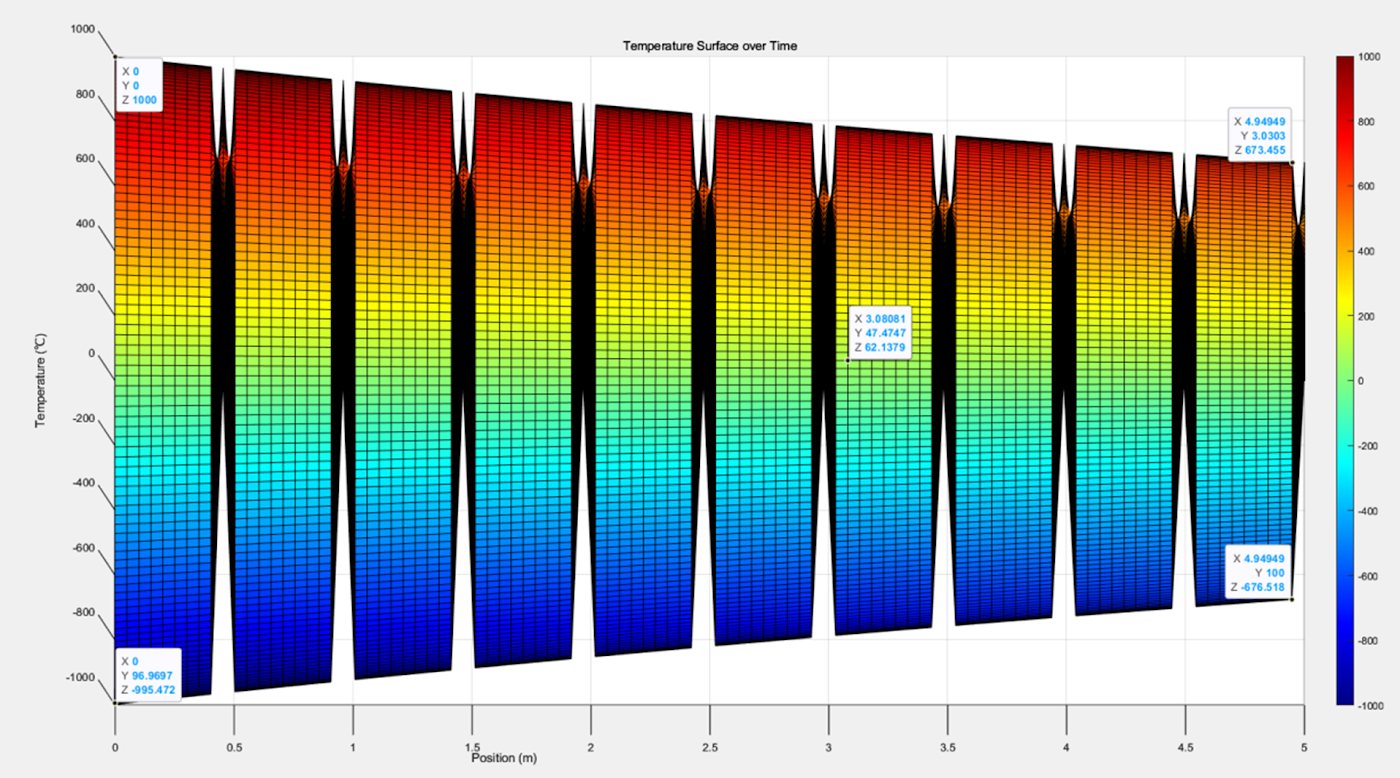 Temperature Surface over Time
1000
800
600
400
200
0
-200
-400
-600
-800
-1000
Temperature (℃)
X 0
Y 0
Z 1000
X 4.94949
Y 3.0303
Z 673.455
X 3.08081
Y 47.4747
Z 62.1379
X 4.94949
Y 100
Z -676.518
X 0
Y 96.9697
Z -995.472
0 0.5 1 1.5 2 2.5 3 3.5 4 4.5 5
Position (m)
1000
800
600
400
200
0
-200
-400
-600
-800
-1000